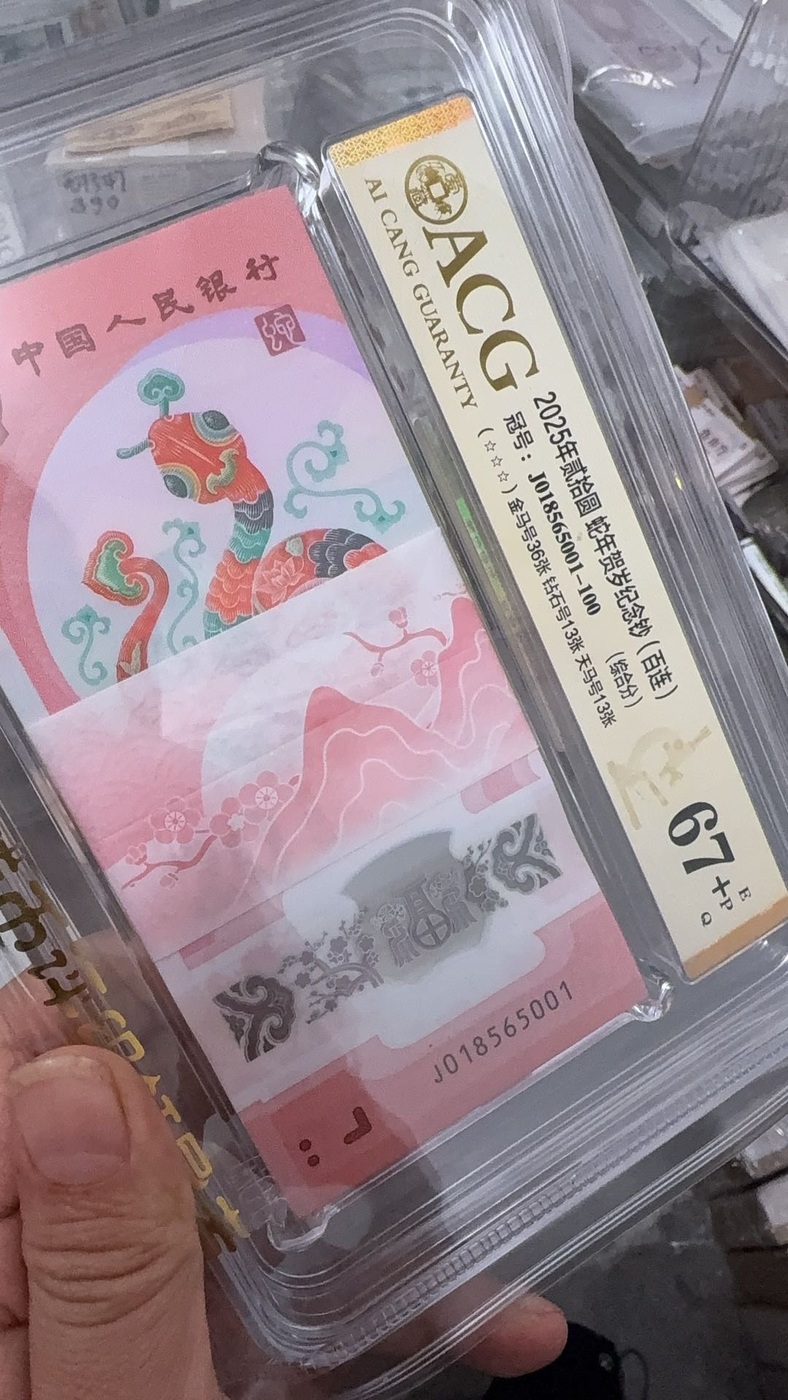 中国人民银行
J018565001
ACG
AI CANG GUARANTY
2025年贰拾圆 蛇年贺岁纪念钞（百连）
冠号：J018565001-100 （综合分）
（☆☆☆）金马号36张 钻石号13张 天马号13张
67+
E
P
Q